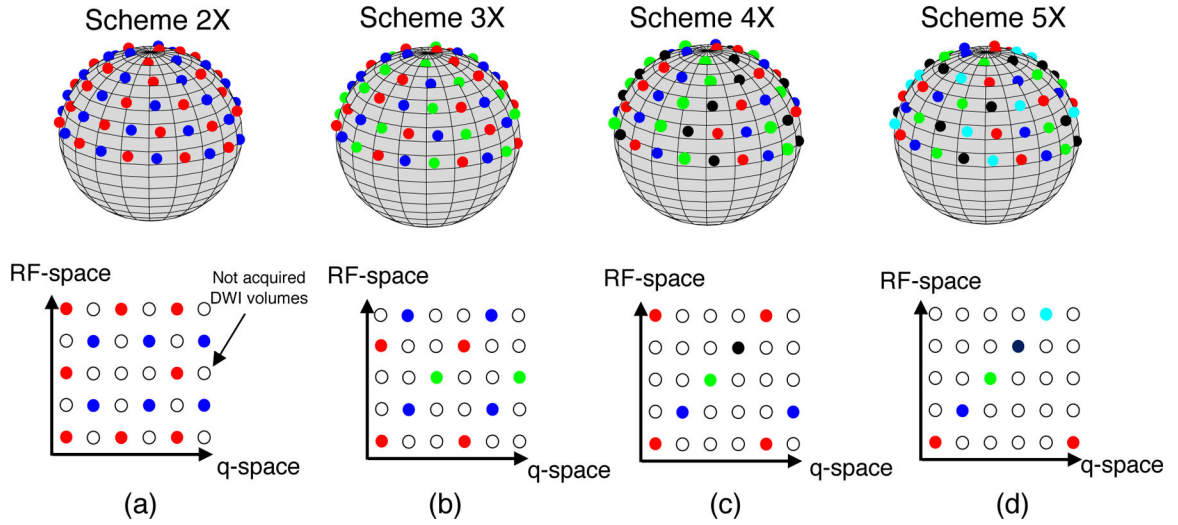 Scheme 2X
Scheme 3X
Scheme 4X
Scheme 5X
RF-space
Not acquired
DWI volumes
q-space
RF-space
q-space
RF-space
q-space
RF-space
q-space
(a)
(b)
(c)
(d)